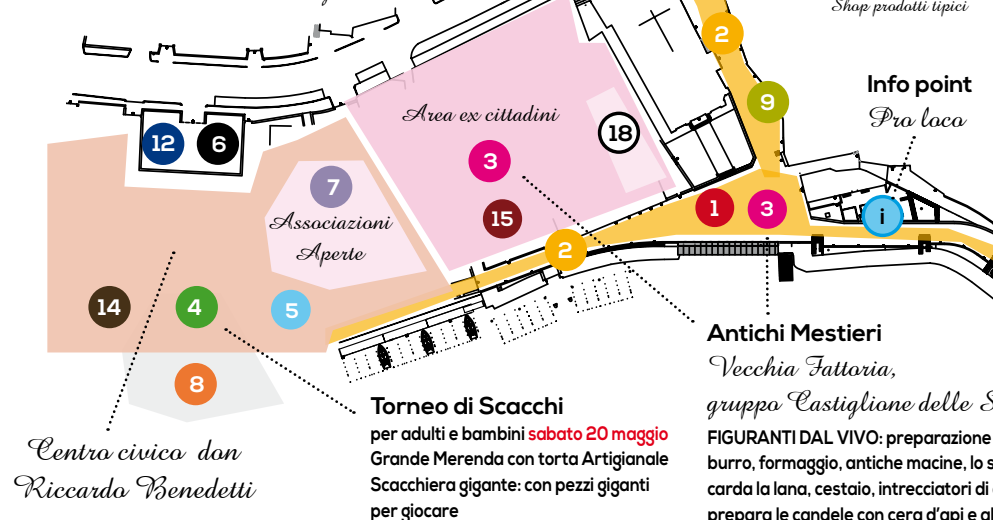 Shop prodotti tipici
2
Info point
Pro loco
9
Area ex cittadini
18
12
6
3
7
Associazioni
Aperte
15
1
3
i
2
14
4
5
8
Antichi Mestieri
Vecchia Fattoria,
gruppo Castiglione delle S
FIGURANTI DAL VIVO: preparazione
burro, formaggio, antiche macine, lo s
carda la lana, cestaio, intrecciatori di
prepara le candele con cera d'api e al
Torneo di Scacchi
per adulti e bambini sabato 20 maggio
Grande Merenda con torta Artigianale
Scacchiera gigante: con pezzi giganti
per giocare
Centro civico don
Riccardo Benedetti